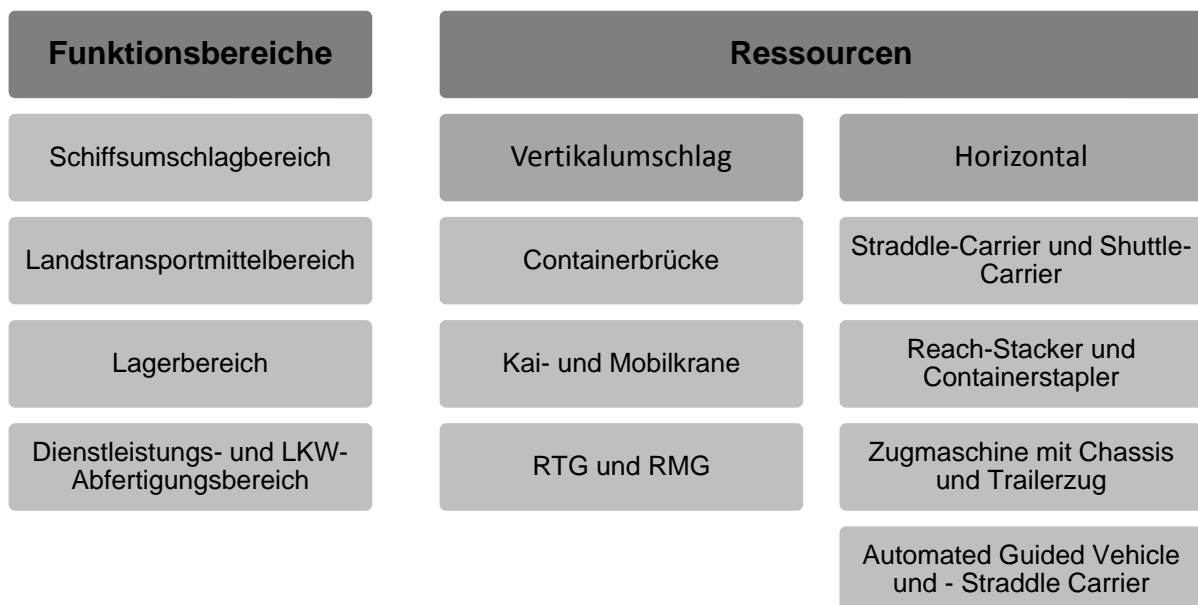 Funktionsbereiche
Schiffsumschlagbereich
Landstransportmittelbereich
Lagerbereich
Dienstleistungs- und LKW-
Abfertigungsbereich
Ressourcen
Vertikalumschlag
Containerbrücke
Kai- und Mobilkrane
RTG und RMG
Horizontal
Straddle-Carrier und Shuttle-
Carrier
Reach-Stacker und
Containerstapler
Zugmaschine mit Chassis
und Trailerzug
Automated Guided Vehicle
und - Straddle Carrier